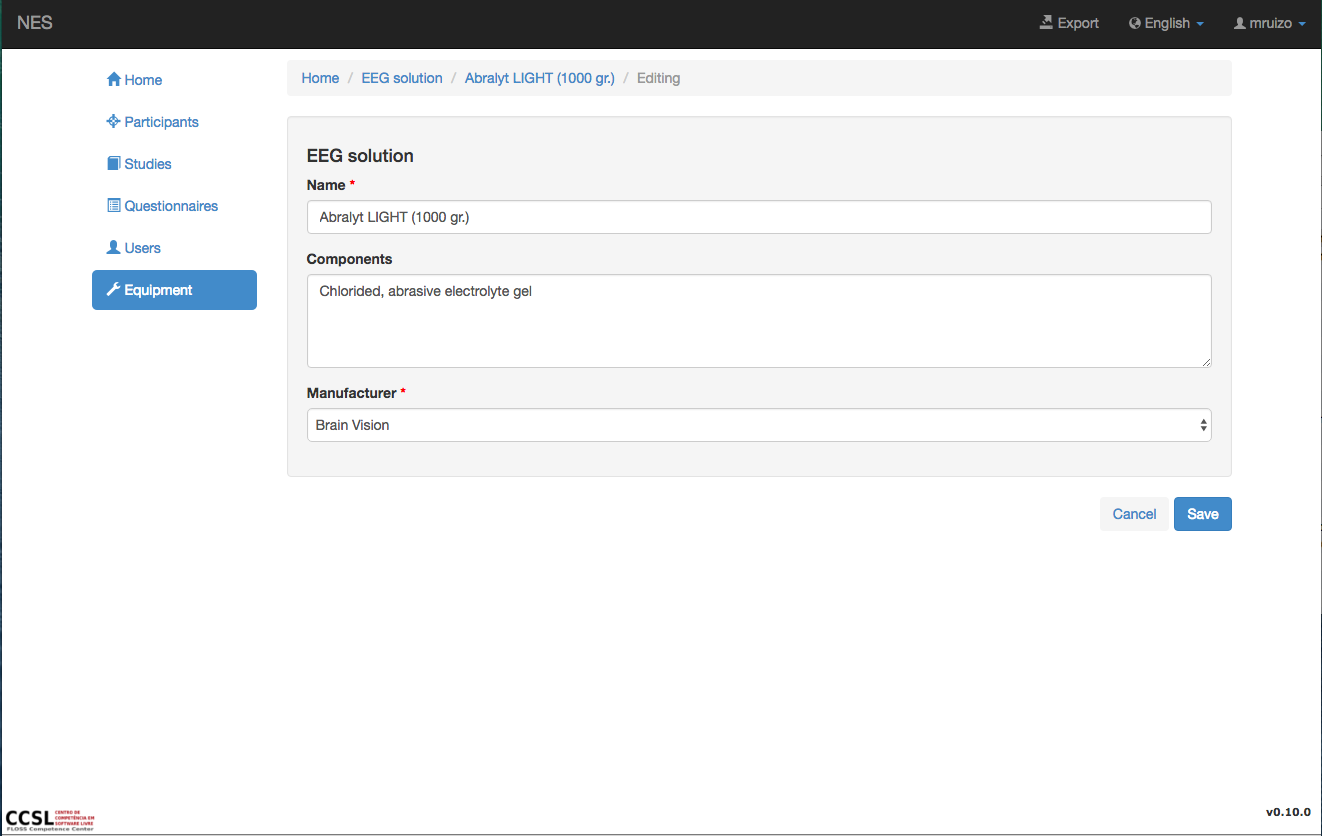 NES
Export
English
mruizo
Home
Participants
Studies
Questionnaires
Users
Equipment
Home / EEG solution / Abralyt LIGHT (1000 gr.) / Editing
EEG solution
Name *
Abralyt LIGHT (1000 gr.)
Components
Chlorided, abrasive electrolyte gel
Manufacturer *
Brain Vision
Cancel
Save
CCSL
CENTRO DE
COMPETÊNCIA EM
SOFTWARE LIVRE
FLOSS Competence Center
v0.10.0